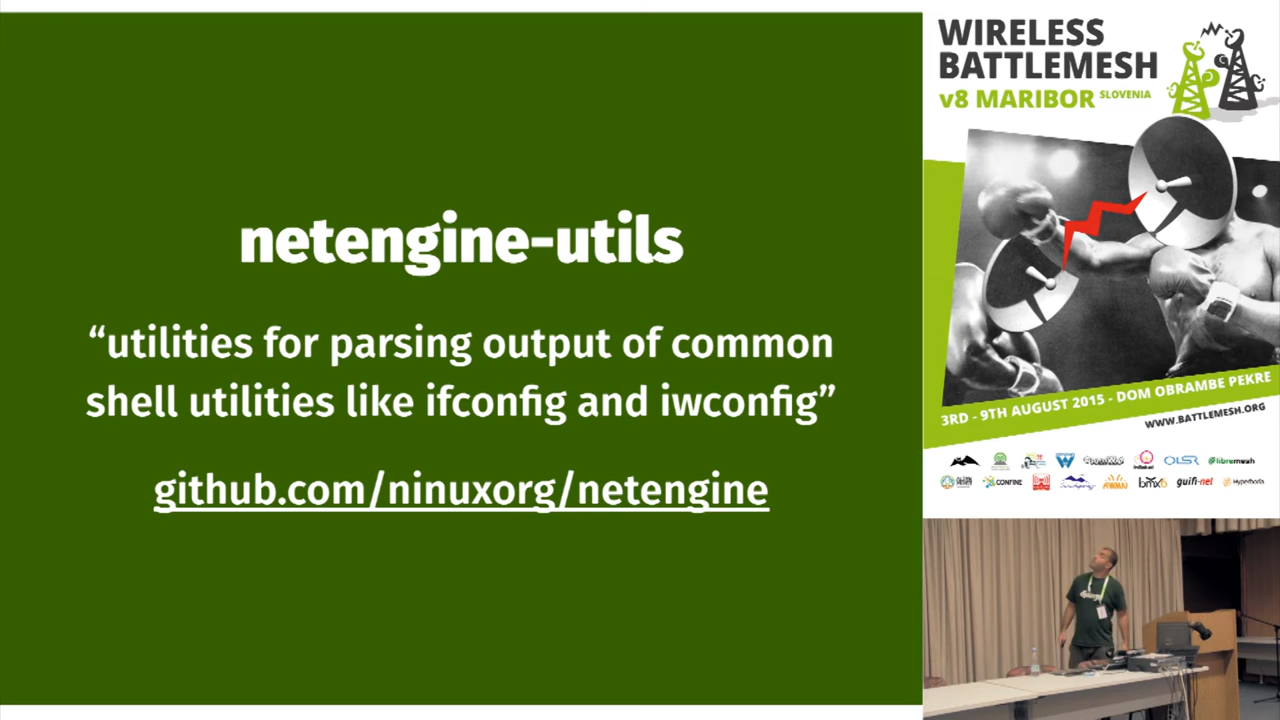 netengine-utils
“utilities for parsing output of common
shell utilities like ifconfig and iwconfig”
github.com/ninuxorg/netengine
WIRELESS
BATTLEMESH
v8 MARIBOR SLOVENIA
3RD - 9TH AUGUST 2015 - DOM OBRAMBE PEKRE
WWW.BATTLEMESH.ORG
OLSR
libremesh
CONFINE
bmx6
guifi·net
Hyperboria